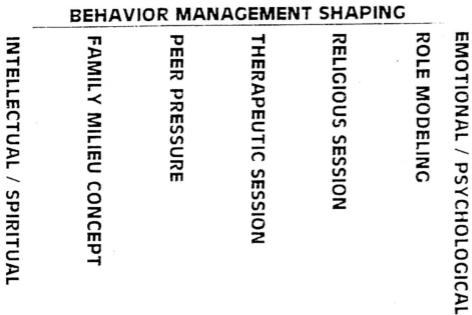 BEHAVIOR MANAGEMENT SHAPING
INTELLECTUAL / SPIRITUAL
FAMILY MILIEU CONCEPT
PEER PRESSURE
THERAPEUTIC SESSION
RELIGIOUS SESSION
ROLE MODELING
EMOTIONAL / PSYCHOLOGICAL